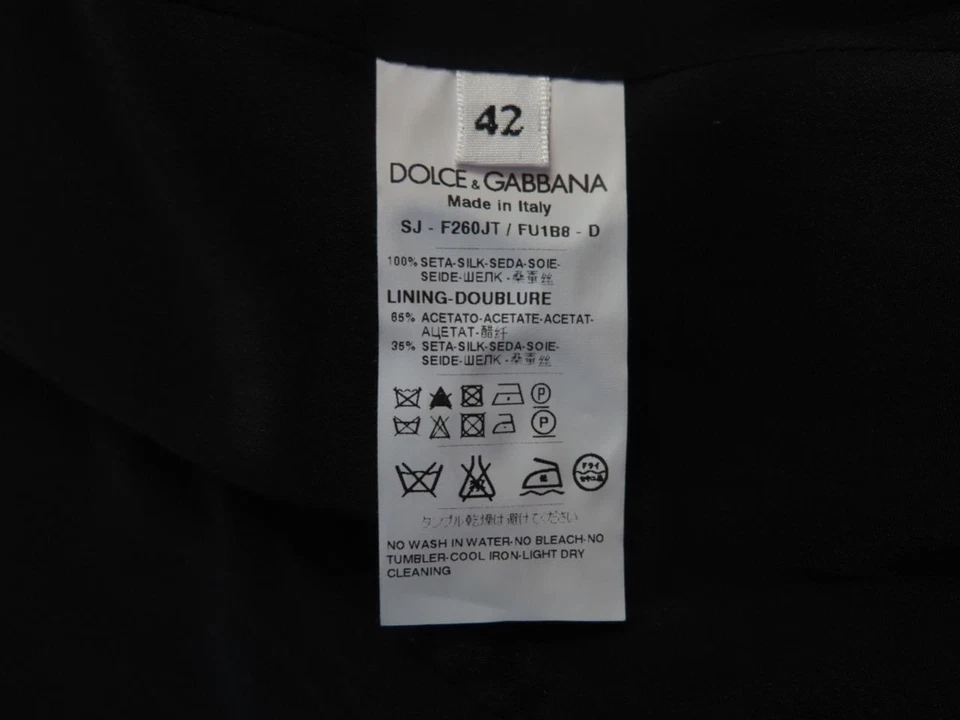 42
DOLCE & GABBANA
Made in Italy
SJ - F260JT / FU1B8 - D
100% SETA-SILK-SEDA-SOIE-
SEIDE-ШЕЛК -桑蚕丝
LINING-DOUBLURE
65% ACETATO-ACETATE-ACETAT-
АЦЕТАТ-醋纤
35% SETA-SILK-SEDA-SOIE-
SEIDE-ШЕЛК -桑蚕丝
P
P
ドライ
タンブル乾燥は避けてください
NO WASH IN WATER-NO BLEACH-NO
TUMBLER-COOL IRON-LIGHT DRY
CLEANING